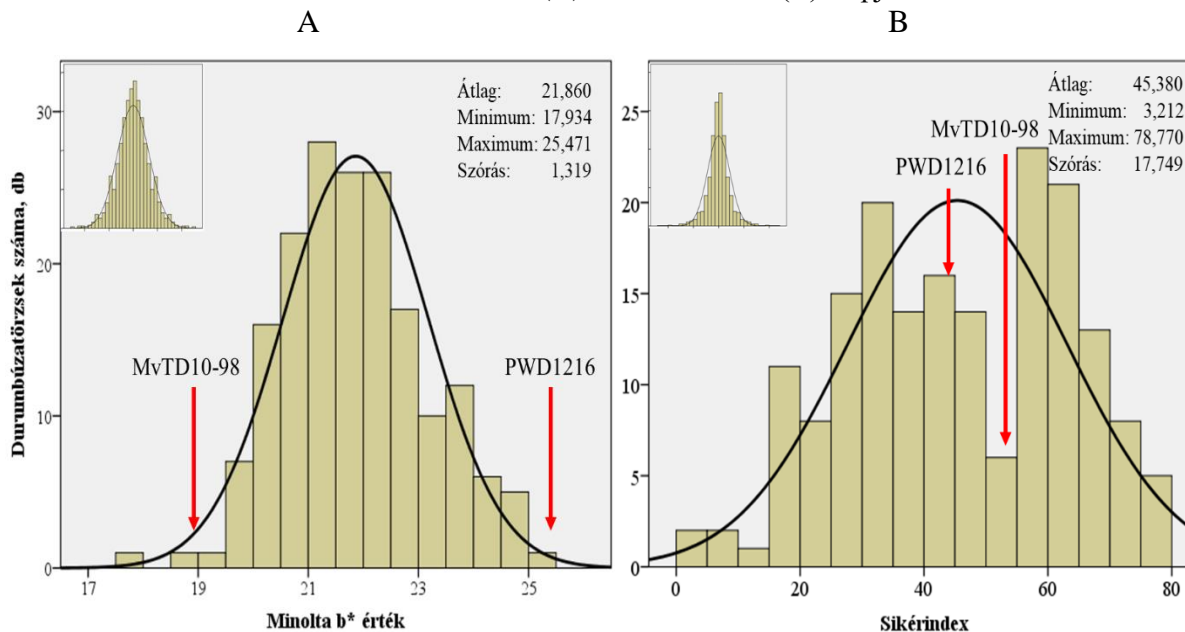 A
B
Durumbúzatörzsek száma, db
30
20
10
0
Átlag: 21,860
Minimum: 17,934
Maximum: 25,471
Szórás: 1,319
MvTD10-98
PWD1216
17 19 21 23 25
Minolta b* érték
25
20
15
10
5
0
Átlag: 45,380
Minimum: 3,212
Maximum: 78,770
Szórás: 17,749
MvTD10-98
PWD1216
0 20 40 60 80
Sikérindex